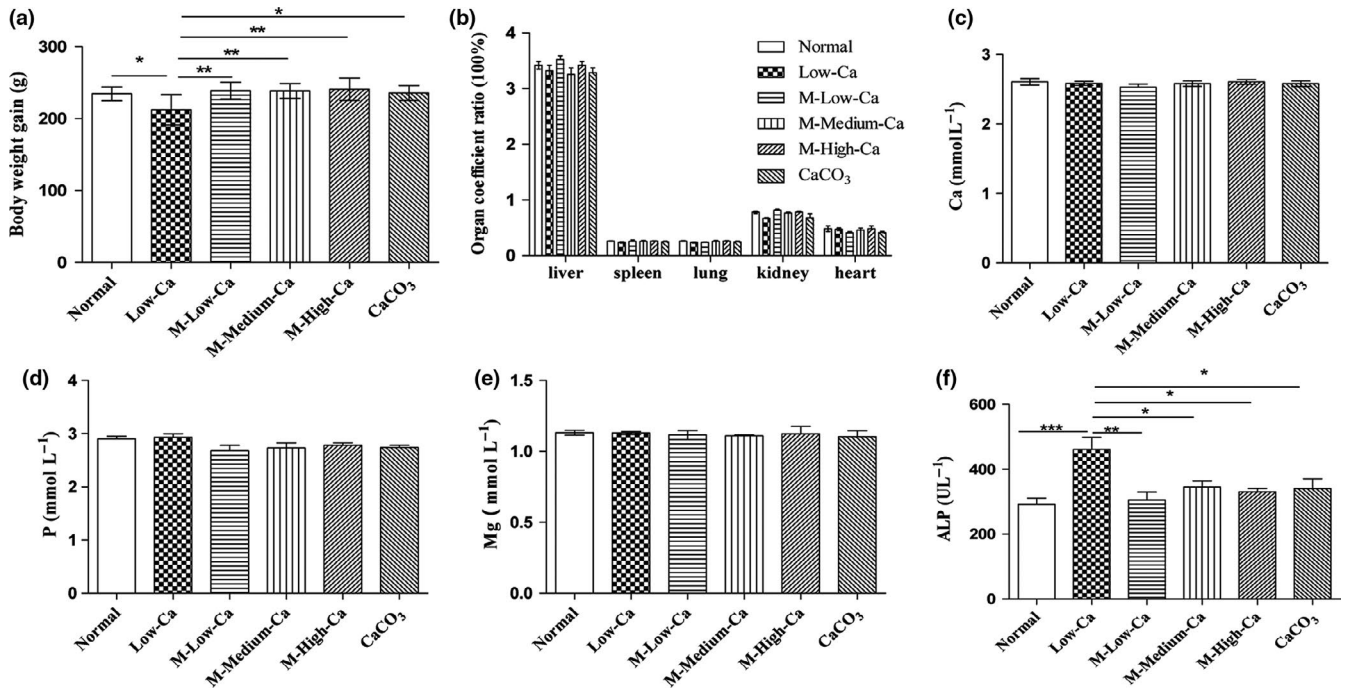 (a)
Body weight gain (g)
300
200
100
0
*
**
**
*
**
Normal
Low-Ca
M-Low-Ca
M-Medium-Ca
M-High-Ca
CaCO₃
(b)
Organ coefficient ratio (100%)
4
3
2
1
0
liver
spleen
lung
kidney
heart
Normal
Low-Ca
M-Low-Ca
M-Medium-Ca
M-High-Ca
CaCO₃
(c)
Ca (mmol L⁻¹)
3
2
1
0
Normal
Low-Ca
M-Low-Ca
M-Medium-Ca
M-High-Ca
CaCO₃
(d)
P (mmol L⁻¹)
4
3
2
1
0
Normal
Low-Ca
M-Low-Ca
M-Medium-Ca
M-High-Ca
CaCO₃
(e)
Mg ( mmol L⁻¹)
1.5
1.0
0.5
0.0
Normal
Low-Ca
M-Low-Ca
M-Medium-Ca
M-High-Ca
CaCO₃
(f)
ALP (UL⁻¹)
600
400
200
0
*
*
*
***
**
Normal
Low-Ca
M-Low-Ca
M-Medium-Ca
M-High-Ca
CaCO₃